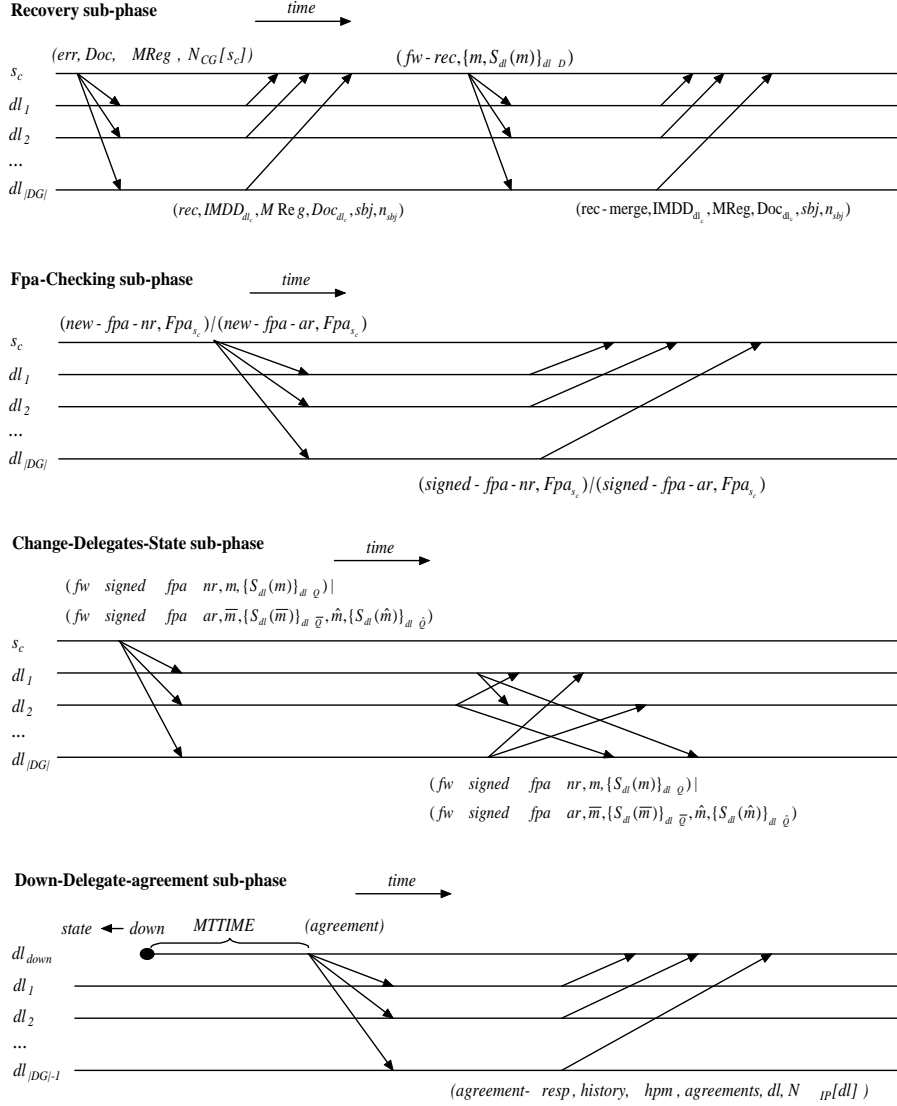 Recovery sub-phase
time
(err, Doc, MReg , N_CG[s_c])
(fw - rec,{m, S_dl(m)}_dl D)
s_c
dl_1
dl_2
...
dl_|DG|
(rec, IMDD_dl_c, M Re g, Doc_dl_c, sbj, n_sbj)
(rec - merge, IMDD_dl_c, MReg, Doc_dl_c, sbj, n_sbj)
Fpa-Checking sub-phase
time
(new - fpa - nr, Fpa_s_c)/(new - fpa - ar, Fpa_s_c)
s_c
dl_1
dl_2
...
dl_|DG|
(signed - fpa - nr, Fpa_s_c)/(signed - fpa - ar, Fpa_s_c)
Change-Delegates-State sub-phase
time
( fw signed fpa nr, m,{S_dl(m)}_dl Q) |
( fw signed fpa ar, m̅,{S_dl(m̅)}_dl Q̅, m̂,{S_dl(m̂)}_dl Q̂)
s_c
dl_1
dl_2
...
dl_|DG|
( fw signed fpa nr, m,{S_dl(m)}_dl Q) |
( fw signed fpa ar, m̅,{S_dl(m̅)}_dl Q̅, m̂,{S_dl(m̂)}_dl Q̂)
Down-Delegate-agreement sub-phase
time
state ← down
MTTIME
(agreement)
dl_down
dl_1
dl_2
...
dl_|DG|-1
(agreement- resp , history, hpm , agreements, dl, N _IP[dl] )